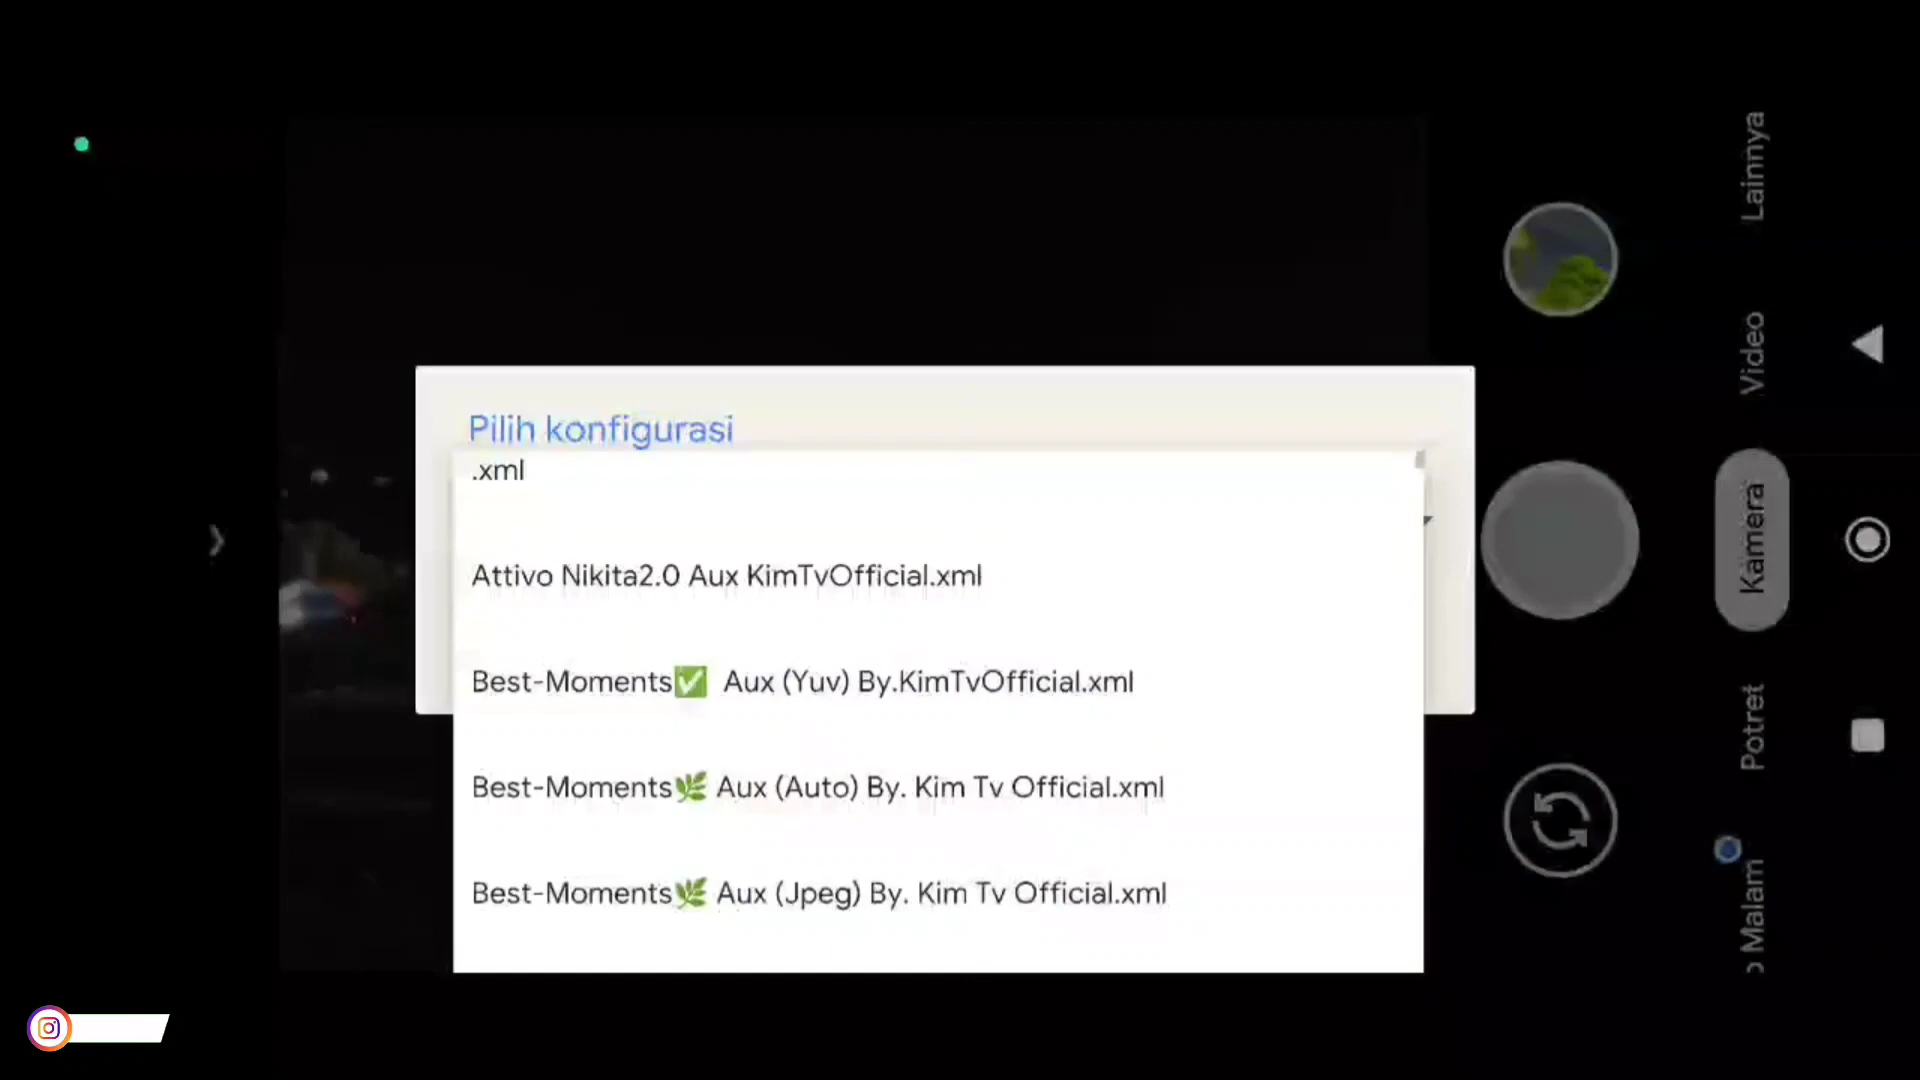 Pilih konfigurasi
.xml
Attivo Nikita2.0 Aux KimTvOfficial.xml
Best-Moments✅ Aux (Yuv) By.KimTvOfficial.xml
Best-Moments🌿 Aux (Auto) By. Kim Tv Official.xml
Best-Moments🌿 Aux (Jpeg) By. Kim Tv Official.xml
Lainnya
Video
Kamera
Potret
Malam